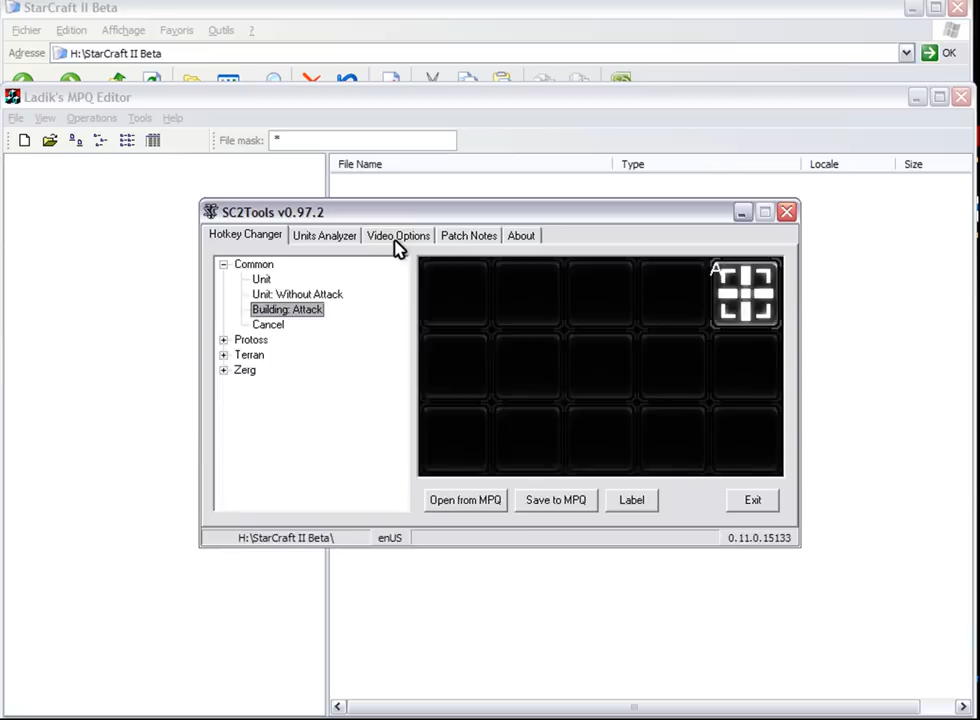 StarCraft II Beta
Fichier Edition Affichage Favoris Outils ?
Adresse H:\StarCraft II Beta OK
Ladik's MPQ Editor
File View Operations Tools Help
File mask: *
File Name Type Locale Size
SC2Tools v0.97.2
Hotkey Changer Units Analyzer Video Options Patch Notes About
Common
Unit
Unit: Without Attack
Building: Attack
Cancel
Protoss
Terran
Zerg
A
Open from MPQ Save to MPQ Label Exit
H:\StarCraft II Beta\ enUS 0.11.0.15133